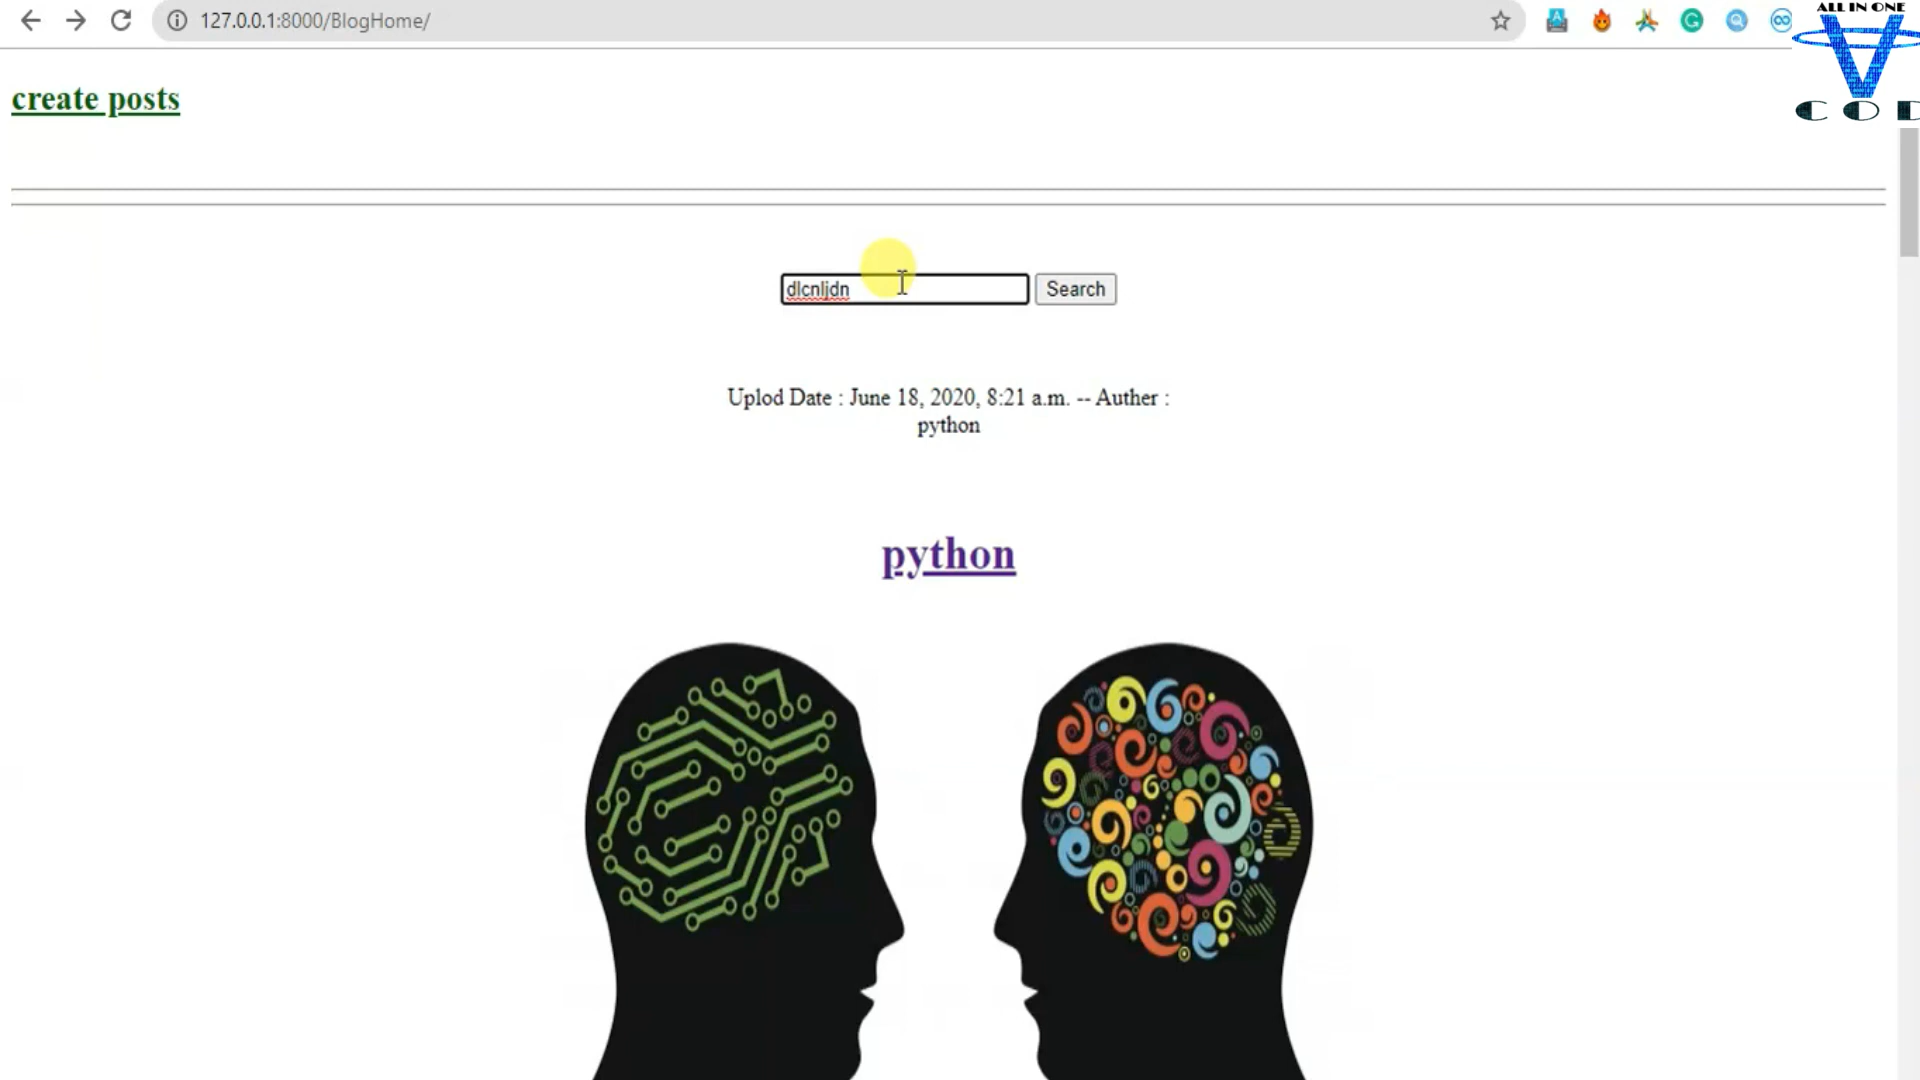 127.0.0.1:8000/BlogHome/
ALL IN ONE
COD
create posts
dlcnljdn
Search
Uplod Date : June 18, 2020, 8:21 a.m. -- Auther :
python
python